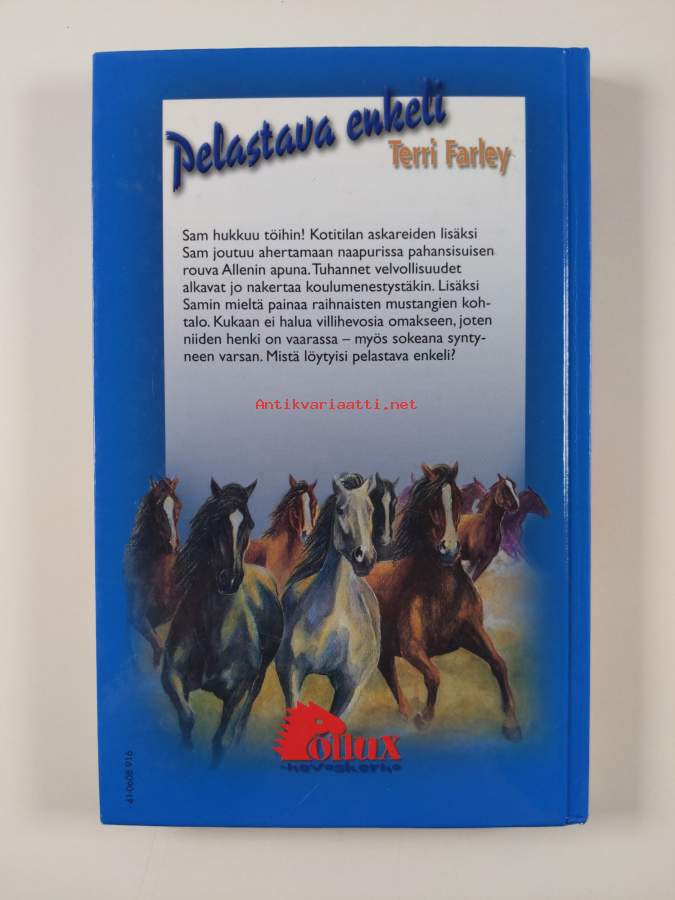 Pelastava enkeli
Terri Farley
Sam hukkuu töihin! Kotitilan askareiden lisäksi
Sam joutuu ahertamaan naapurissa pahansisuisen
rouva Allenin apuna. Tuhannet velvollisuudet
alkavat jo nakertaa koulumenestystäkin. Lisäksi
Samin mieltä painaa raihnaisten mustangien koh-
talo. Kukaan ei halua villihevosia omakseen, joten
niiden henki on vaarassa – myös sokeana synty-
neen varsan. Mistä löytyisi pelastava enkeli?
Antikvariaatti.net
Pollux
-hevoskerho
41-0608 916